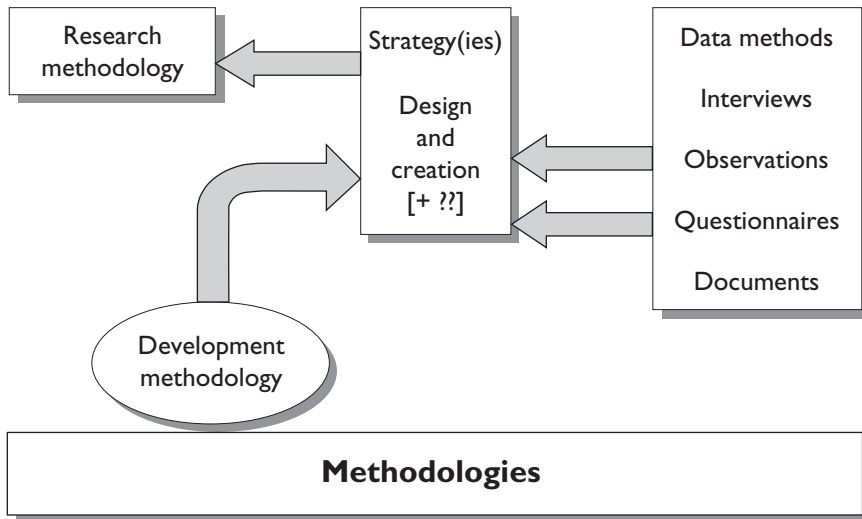 Research
methodology
Strategy(ies)
Design
and
creation
[+ ??]
Data methods
Interviews
Observations
Questionnaires
Documents
Development
methodology
Methodologies